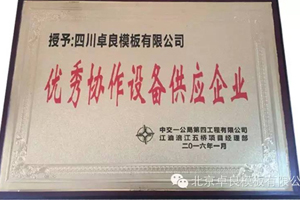 授予:四川卓良模板有限公司
优秀协作设备供应企业
中交一公局第四工程有限公司
江油涪江五桥项目经理部
二〇一六年一月
北京卓良模板有限公